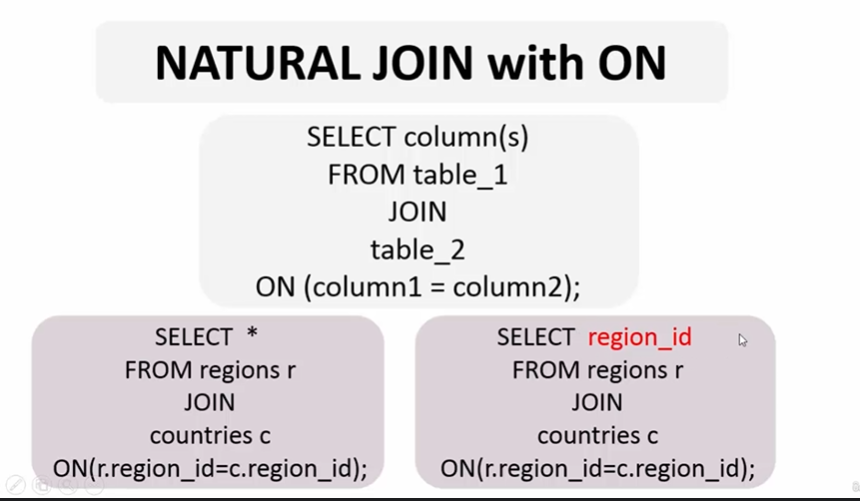 NATURAL JOIN with ON
SELECT column(s)
FROM table_1
JOIN
table_2
ON (column1 = column2);
SELECT *
FROM regions r
JOIN
countries c
ON(r.region_id=c.region_id);
SELECT region_id
FROM regions r
JOIN
countries c
ON(r.region_id=c.region_id);